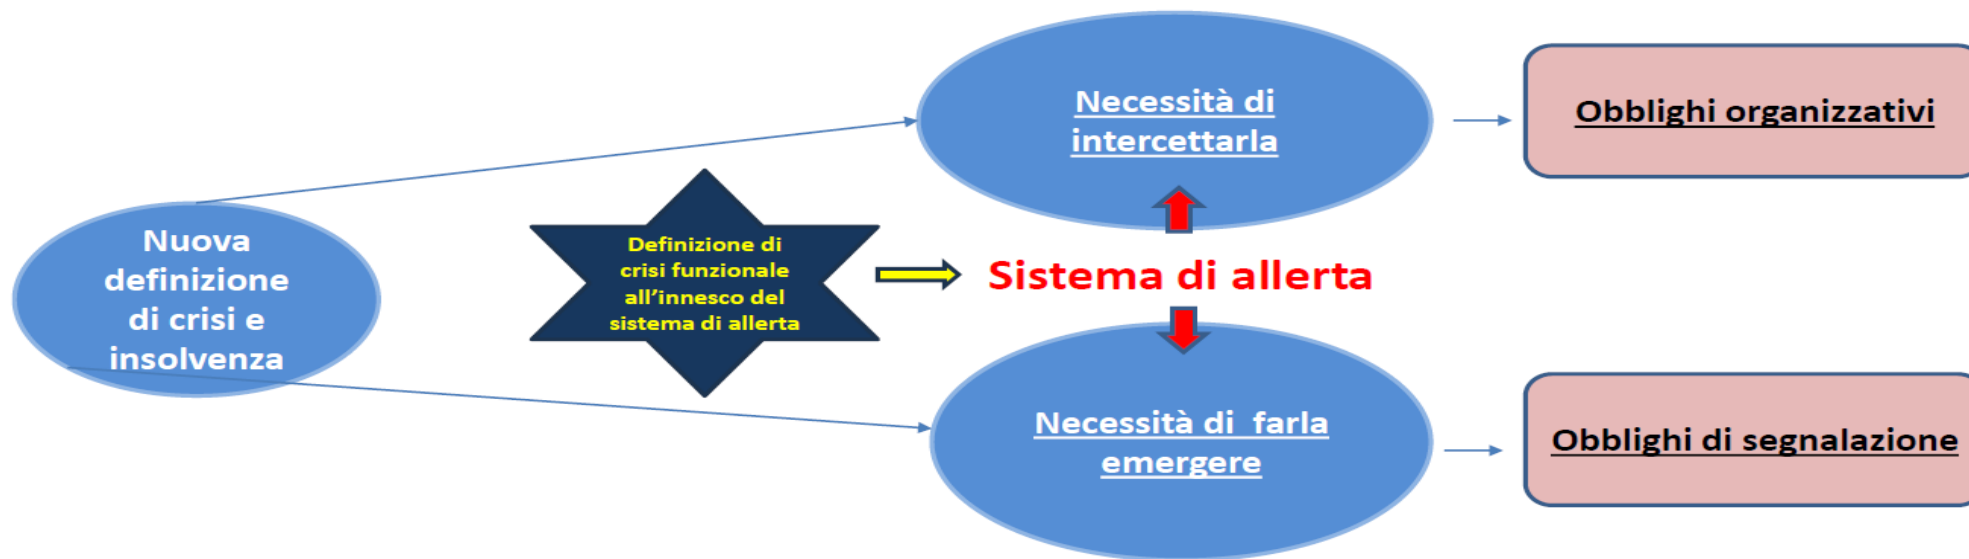 Nuova
definizione
di crisi e
insolvenza
Definizione di
crisi funzionale
all'innesco del
sistema di allerta
Necessità di
intercettarla
Sistema di allerta
Necessità di  farla
emergere
Obblighi organizzativi
Obblighi di segnalazione